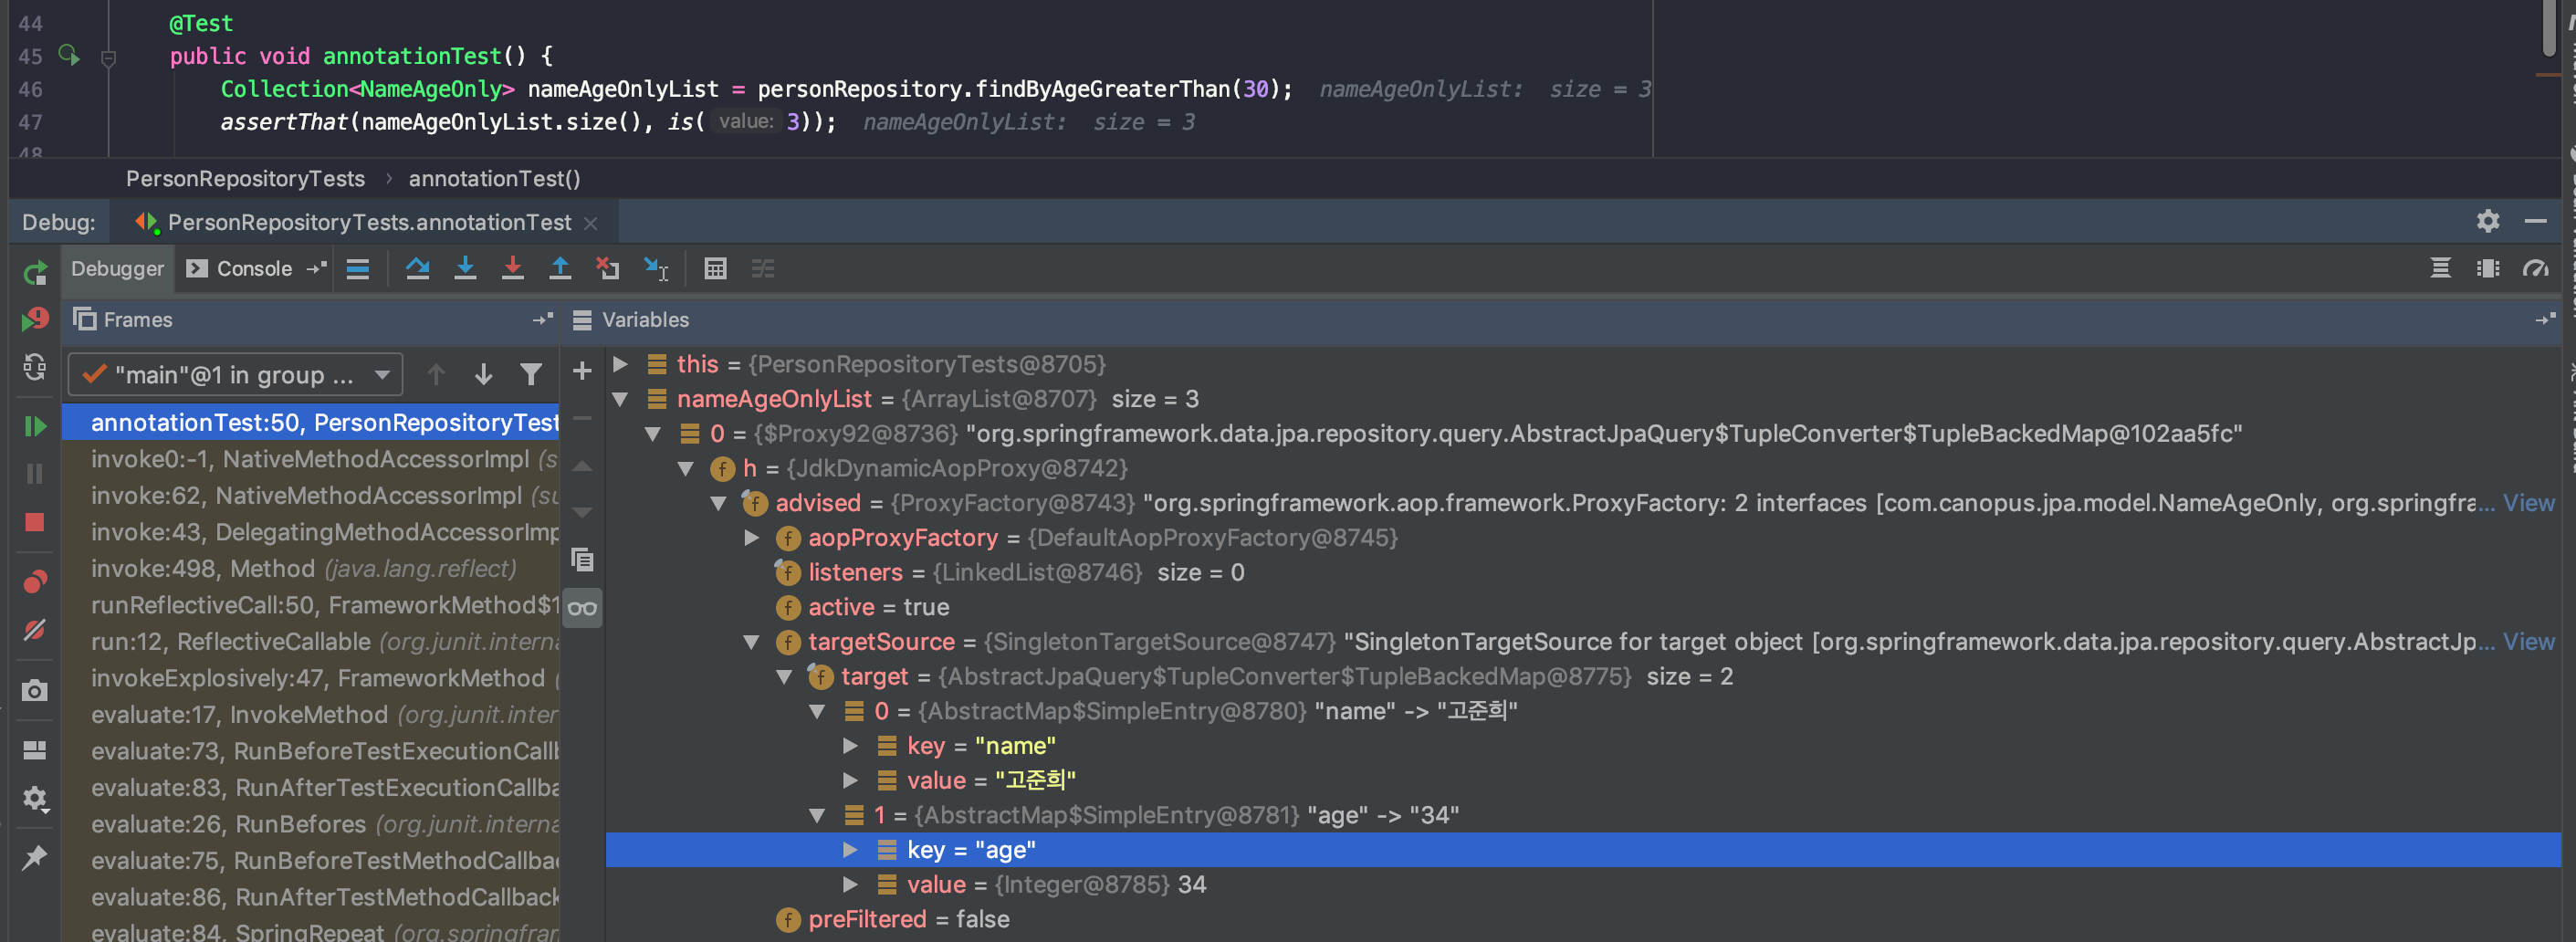 44 @Test
45 public void annotationTest() {
46 Collection<NameAgeOnly> nameAgeOnlyList = personRepository.findByAgeGreaterThan(30); nameAgeOnlyList: size = 3
47 assertThat(nameAgeOnlyList.size(), is( value: 3)); nameAgeOnlyList: size = 3
48
PersonRepositoryTests › annotationTest()
Debug: PersonRepositoryTests.annotationTest
Debugger Console
Frames
Variables
"main"@1 in group ...
annotationTest:50, PersonRepositoryTest
invoke0:-1, NativeMethodAccessorImpl (s
invoke:62, NativeMethodAccessorImpl (su
invoke:43, DelegatingMethodAccessorImp
invoke:498, Method (java.lang.reflect)
runReflectiveCall:50, FrameworkMethod$1
run:12, ReflectiveCallable (org.junit.interna
invokeExplosively:47, FrameworkMethod (
evaluate:17, InvokeMethod (org.junit.inter
evaluate:73, RunBeforeTestExecutionCallb
evaluate:83, RunAfterTestExecutionCallba
evaluate:26, RunBefores (org.junit.interna
evaluate:75, RunBeforeTestMethodCallbac
evaluate:86, RunAfterTestMethodCallback
evaluate:84, SpringRepeat (org.springfran
this = {PersonRepositoryTests@8705}
nameAgeOnlyList = {ArrayList@8707} size = 3
0 = {$Proxy92@8736} "org.springframework.data.jpa.repository.query.AbstractJpaQuery$TupleConverter$TupleBackedMap@102aa5fc"
h = {JdkDynamicAopProxy@8742}
advised = {ProxyFactory@8743} "org.springframework.aop.framework.ProxyFactory: 2 interfaces [com.canopus.jpa.model.NameAgeOnly, org.springfra... View
aopProxyFactory = {DefaultAopProxyFactory@8745}
listeners = {LinkedList@8746} size = 0
active = true
targetSource = {SingletonTargetSource@8747} "SingletonTargetSource for target object [org.springframework.data.jpa.repository.query.AbstractJp... View
target = {AbstractJpaQuery$TupleConverter$TupleBackedMap@8775} size = 2
0 = {AbstractMap$SimpleEntry@8780} "name" -> "고준희"
key = "name"
value = "고준희"
1 = {AbstractMap$SimpleEntry@8781} "age" -> "34"
key = "age"
value = {Integer@8785} 34
preFiltered = false